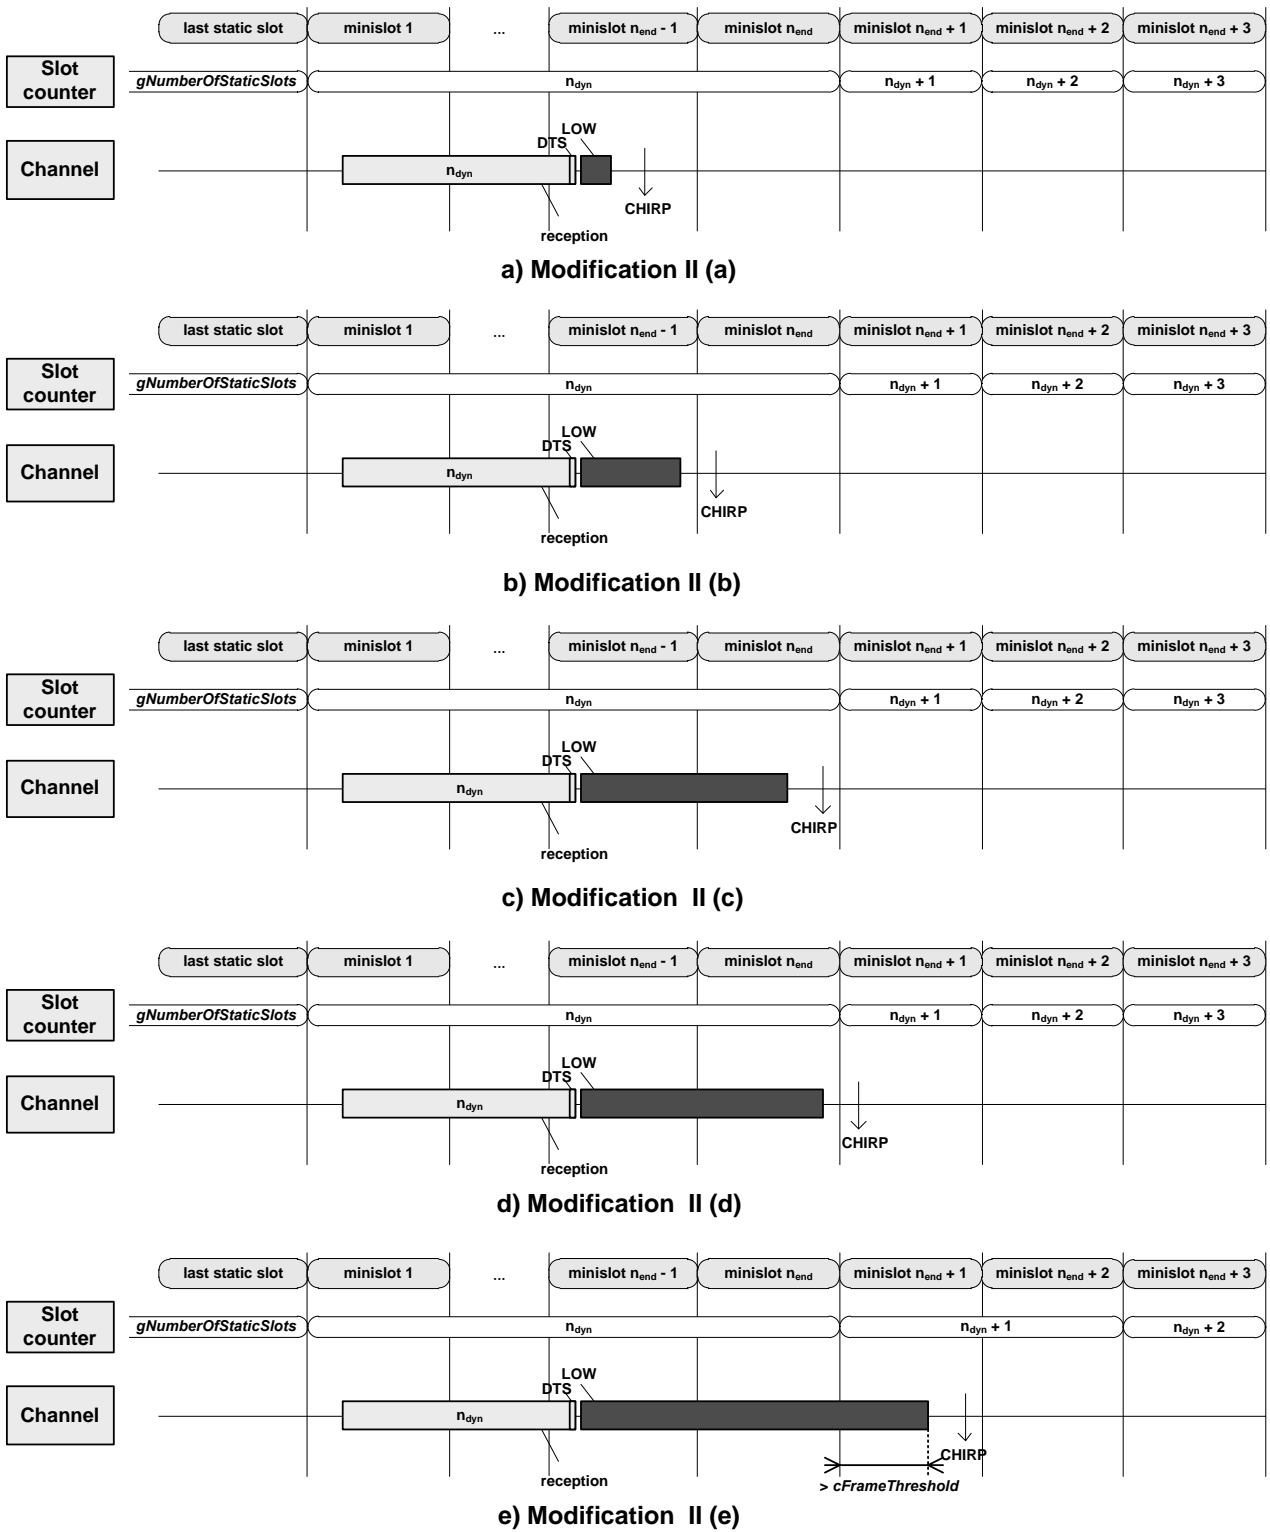 last static slot minislot 1 ... minislot nend - 1 minislot nend minislot nend + 1 minislot nend + 2 minislot nend + 3
Slot
counter
gNumberOfStaticSlots ndyn ndyn + 1 ndyn + 2 ndyn + 3
LOW
DTS
Channel
ndyn
CHIRP
reception
a) Modification II (a)
last static slot minislot 1 ... minislot nend - 1 minislot nend minislot nend + 1 minislot nend + 2 minislot nend + 3
Slot
counter
gNumberOfStaticSlots ndyn ndyn + 1 ndyn + 2 ndyn + 3
LOW
DTS
Channel
ndyn
CHIRP
reception
b) Modification II (b)
last static slot minislot 1 ... minislot nend - 1 minislot nend minislot nend + 1 minislot nend + 2 minislot nend + 3
Slot
counter
gNumberOfStaticSlots ndyn ndyn + 1 ndyn + 2 ndyn + 3
LOW
DTS
Channel
ndyn
CHIRP
reception
c) Modification II (c)
last static slot minislot 1 ... minislot nend - 1 minislot nend minislot nend + 1 minislot nend + 2 minislot nend + 3
Slot
counter
gNumberOfStaticSlots ndyn ndyn + 1 ndyn + 2 ndyn + 3
LOW
DTS
Channel
ndyn
CHIRP
reception
d) Modification II (d)
last static slot minislot 1 ... minislot nend - 1 minislot nend minislot nend + 1 minislot nend + 2 minislot nend + 3
Slot
counter
gNumberOfStaticSlots ndyn ndyn + 1 ndyn + 2
LOW
DTS
Channel
ndyn
CHIRP
reception
> cFrameThreshold
e) Modification II (e)